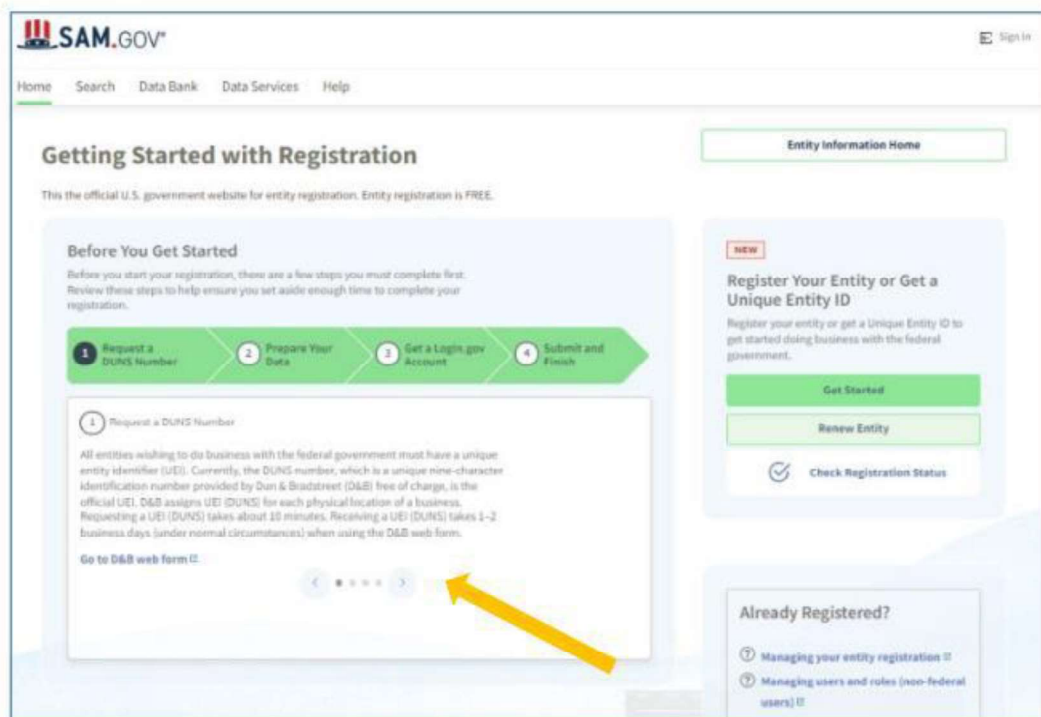 SAM.GOV®
Sign In
Home Search Data Bank Data Services Help
Getting Started with Registration
This the official U.S. government website for entity registration. Entity registration is FREE.
Before You Get Started
Before you start your registration, there are a few steps you must complete first.
Review these steps to help ensure you set aside enough time to complete your
registration.
1 Request a
DUNS Number
2 Prepare Your
Data
3 Get a Login.gov
Account
4 Submit and
Finish
1 Request a DUNS Number
All entities wishing to do business with the federal government must have a unique
entity identifier (UEI). Currently, the DUNS number, which is a unique nine-character
identification number provided by Dun & Bradstreet (D&B) free of charge, is the
official UEI. D&B assigns UEI (DUNS) for each physical location of a business.
Requesting a UEI (DUNS) takes about 10 minutes. Receiving a UEI (DUNS) takes 1–2
business days (under normal circumstances) when using the D&B web form.
Go to D&B web form
Entity Information Home
NEW
Register Your Entity or Get a
Unique Entity ID
Register your entity or get a Unique Entity ID to
get started doing business with the federal
government.
Get Started
Renew Entity
Check Registration Status
Already Registered?
Managing your entity registration
Managing users and roles (non-federal
users)